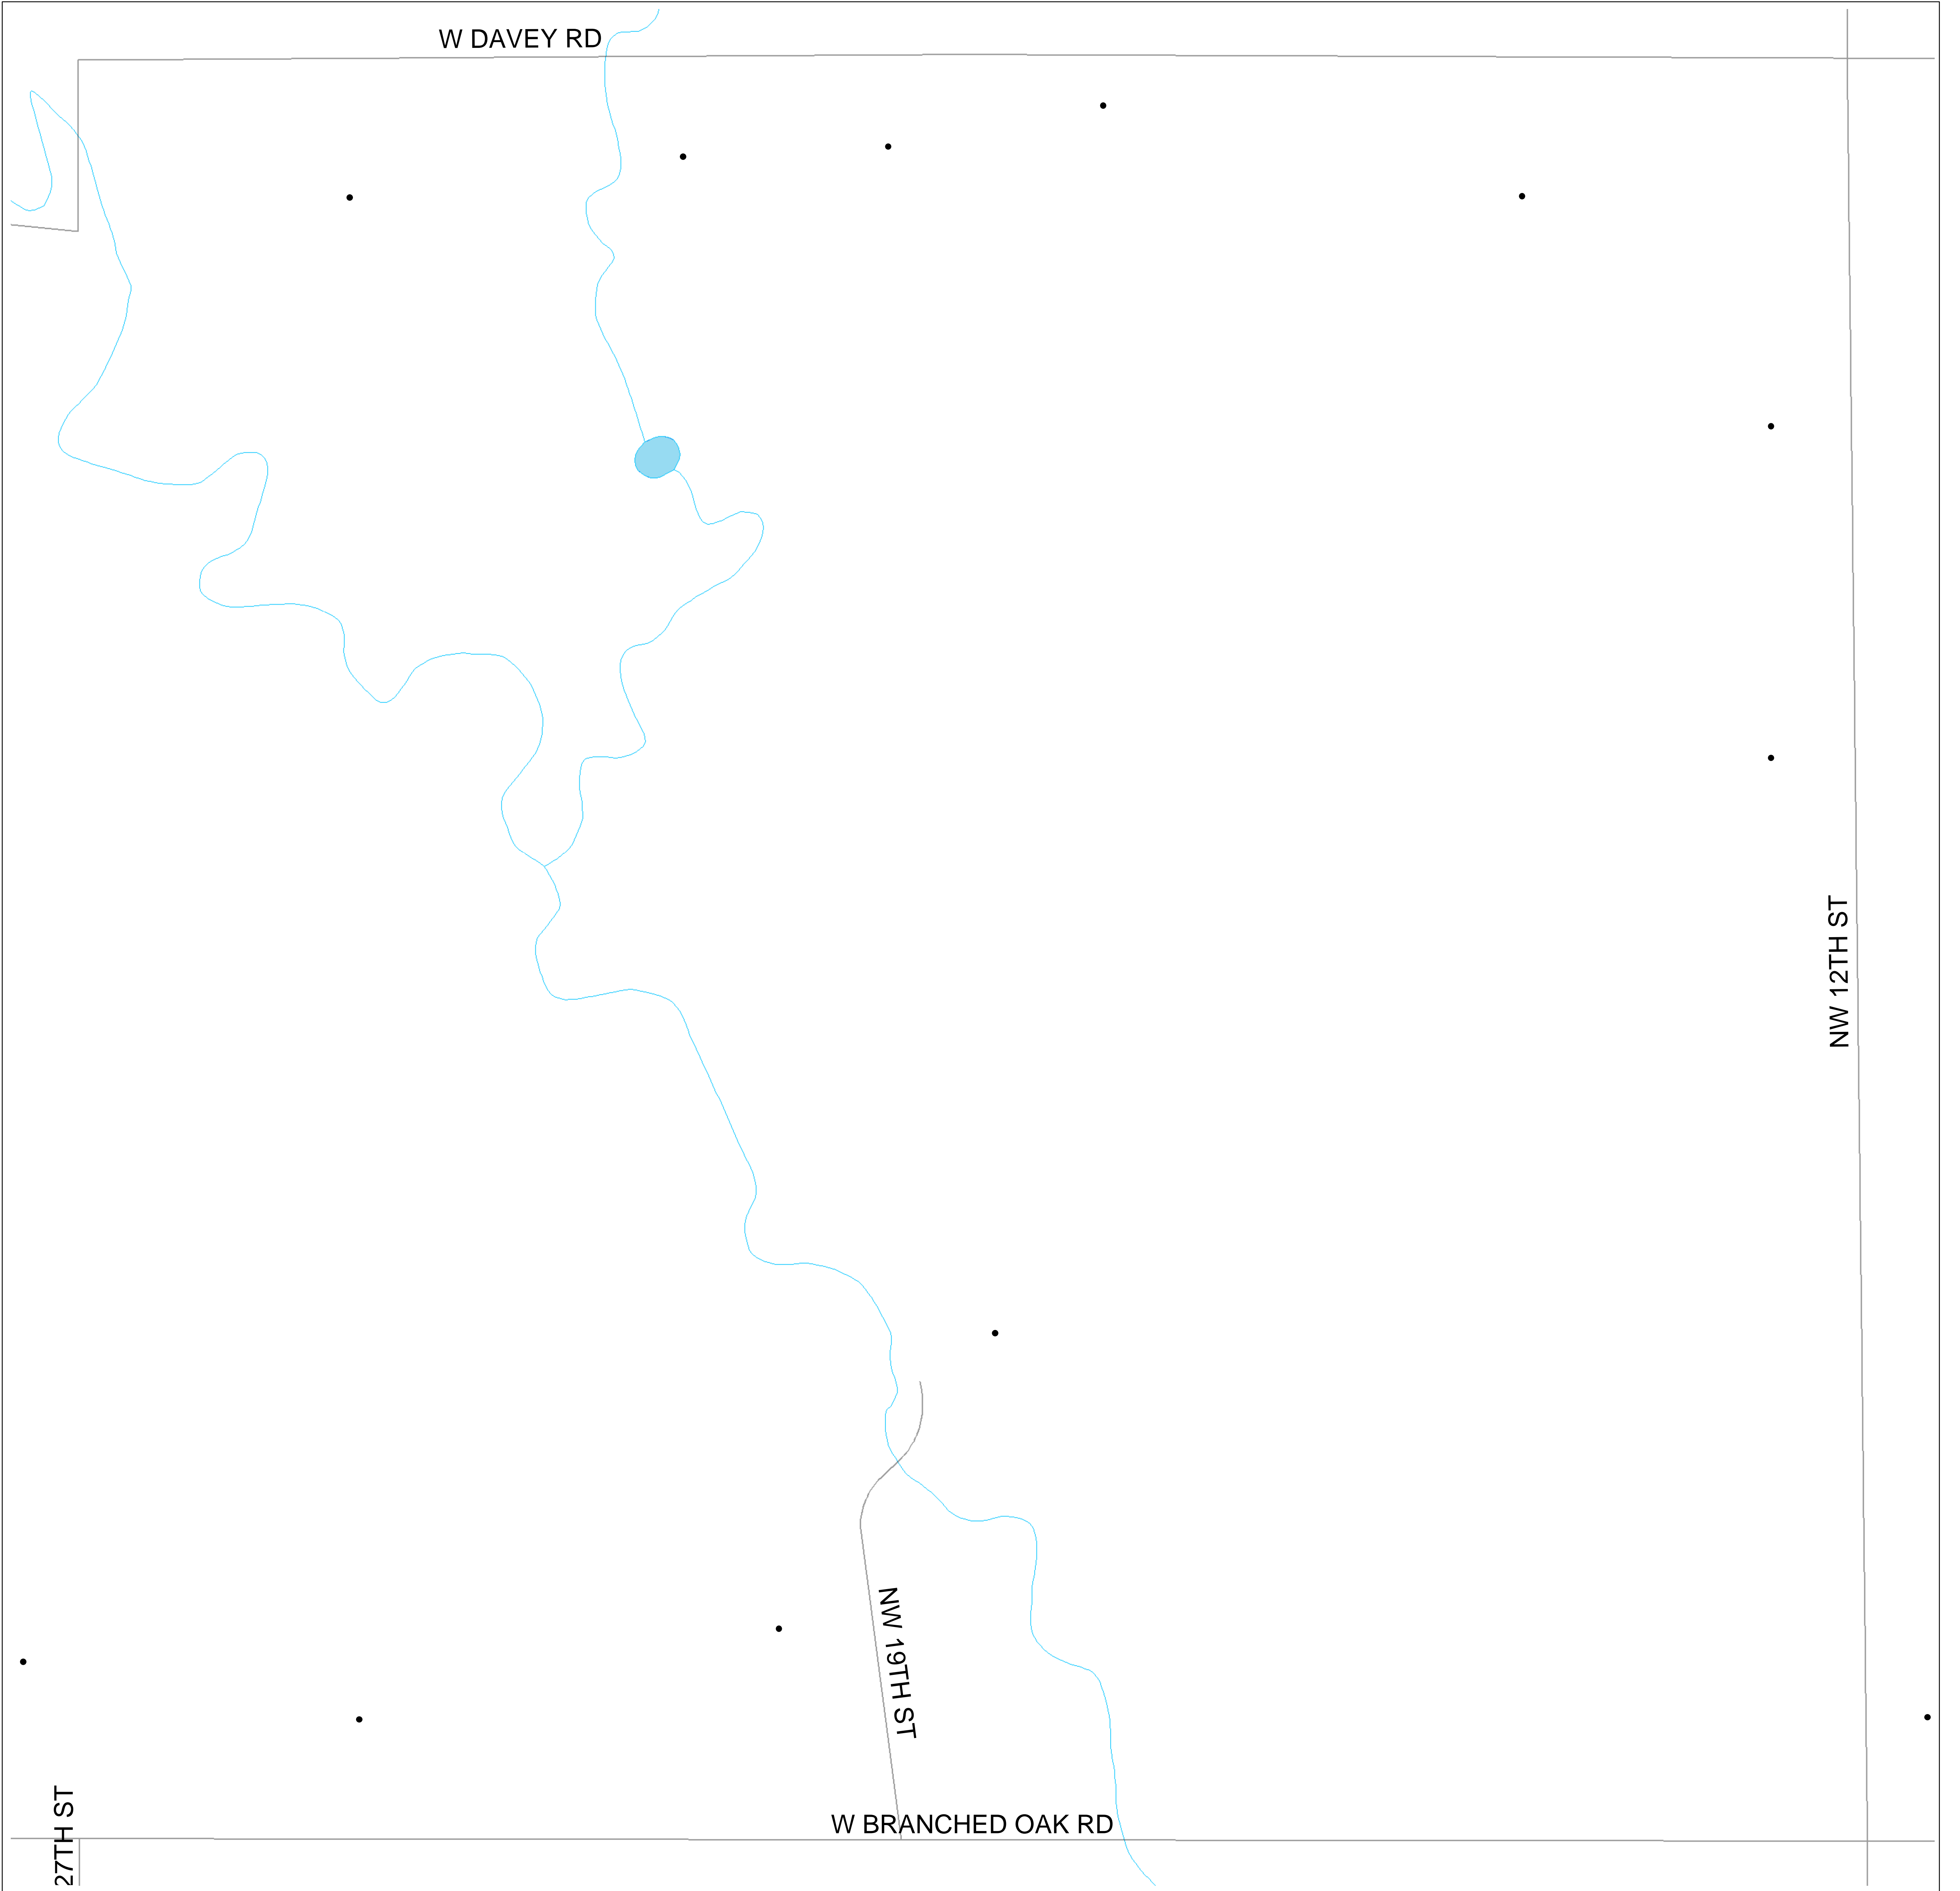 W DAVEY RD
NW 12TH ST
NW 19TH ST
27TH ST
W BRANCHED OAK RD